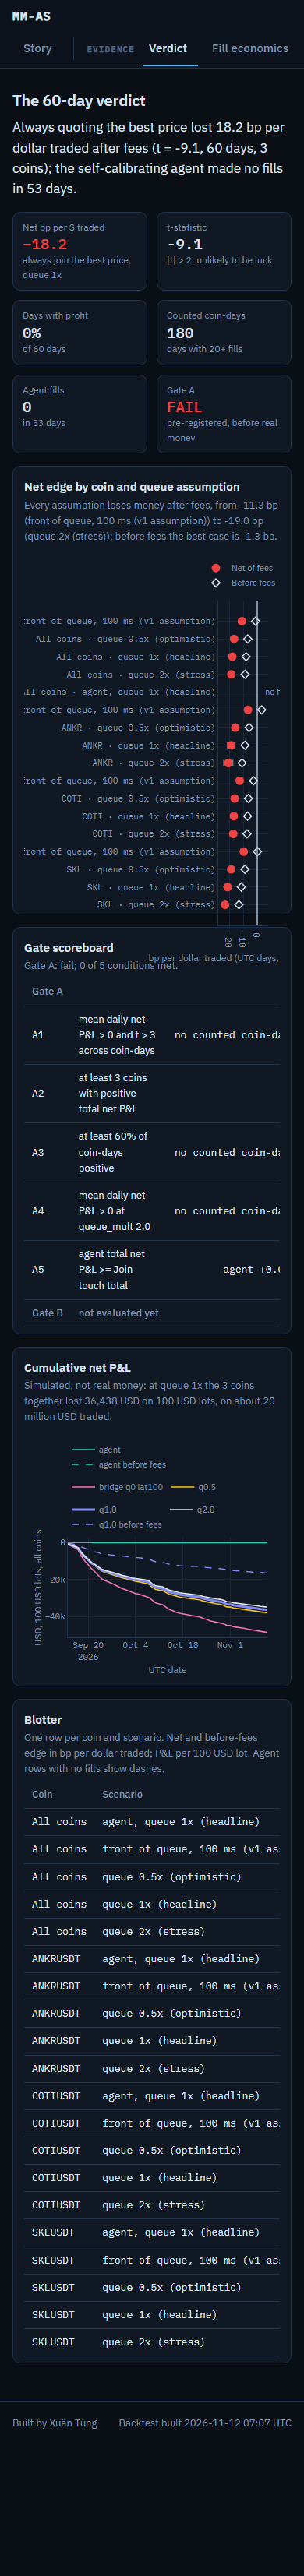 MM-AS
Story EVIDENCE Verdict Fill economics
The 60-day verdict
Always quoting the best price lost 18.2 bp per
dollar traded after fees (t = -9.1, 60 days, 3
coins); the self-calibrating agent made no fills
in 53 days.
Net bp per $ traded
−18.2
always join the best price,
queue 1x
t-statistic
-9.1
|t| > 2: unlikely to be luck
Days with profit
0%
of 60 days
Counted coin-days
180
days with 20+ fills
Agent fills
0
in 53 days
Gate A
FAIL
pre-registered, before real
money
Net edge by coin and queue assumption
Every assumption loses money after fees, from -11.3 bp
(front of queue, 100 ms (v1 assumption)) to -19.0 bp
(queue 2x (stress)); before fees the best case is -1.3 bp.
Net of fees
Before fees
front of queue, 100 ms (v1 assumption)
All coins · queue 0.5x (optimistic)
All coins · queue 1x (headline)
All coins · queue 2x (stress)
All coins · agent, queue 1x (headline) no f
front of queue, 100 ms (v1 assumption)
ANKR · queue 0.5x (optimistic)
ANKR · queue 1x (headline)
ANKR · queue 2x (stress)
front of queue, 100 ms (v1 assumption)
COTI · queue 0.5x (optimistic)
COTI · queue 1x (headline)
COTI · queue 2x (stress)
front of queue, 100 ms (v1 assumption)
SKL · queue 0.5x (optimistic)
SKL · queue 1x (headline)
SKL · queue 2x (stress)
−20 −10 0
bp per dollar traded (UTC days,
Gate scoreboard
Gate A: fail; 0 of 5 conditions met.
Gate A
A1 mean daily net P&L > 0 and t > 3 across coin-days no counted coin-da
A2 at least 3 coins with positive total net P&L
A3 at least 60% of coin-days positive no counted coin-da
A4 mean daily net P&L > 0 at queue_mult 2.0 no counted coin-da
A5 agent total net P&L >= Join touch total agent +0.0
Gate B not evaluated yet
Cumulative net P&L
Simulated, not real money: at queue 1x the 3 coins
together lost 36,438 USD on 100 USD lots, on about 20
million USD traded.
agent
agent before fees
bridge q0 lat100 q0.5
q1.0 q2.0
q1.0 before fees
USD, 100 USD lots, all coins
0
−20k
−40k
Sep 20 Oct 4 Oct 18 Nov 1
2026
UTC date
Blotter
One row per coin and scenario. Net and before-fees
edge in bp per dollar traded; P&L per 100 USD lot. Agent
rows with no fills show dashes.
Coin Scenario
All coins agent, queue 1x (headline)
All coins front of queue, 100 ms (v1 as
All coins queue 0.5x (optimistic)
All coins queue 1x (headline)
All coins queue 2x (stress)
ANKRUSDT agent, queue 1x (headline)
ANKRUSDT front of queue, 100 ms (v1 as
ANKRUSDT queue 0.5x (optimistic)
ANKRUSDT queue 1x (headline)
ANKRUSDT queue 2x (stress)
COTIUSDT agent, queue 1x (headline)
COTIUSDT front of queue, 100 ms (v1 as
COTIUSDT queue 0.5x (optimistic)
COTIUSDT queue 1x (headline)
COTIUSDT queue 2x (stress)
SKLUSDT agent, queue 1x (headline)
SKLUSDT front of queue, 100 ms (v1 as
SKLUSDT queue 0.5x (optimistic)
SKLUSDT queue 1x (headline)
SKLUSDT queue 2x (stress)
Built by Xuân Tùng Backtest built 2026-11-12 07:07 UTC